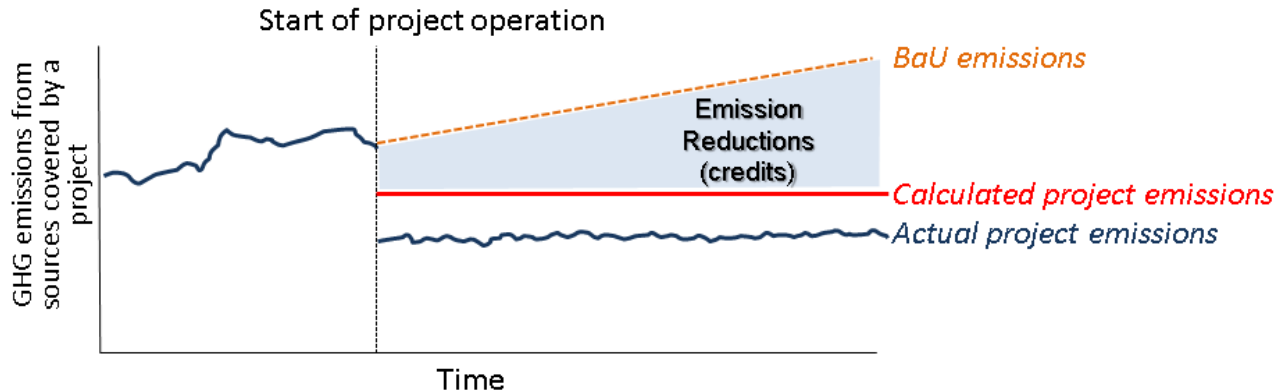 Start of project operation
BaU emissions
GHG emissions from
sources covered by a
project
Emission
Reductions
(credits)
Calculated project emissions
Actual project emissions
Time